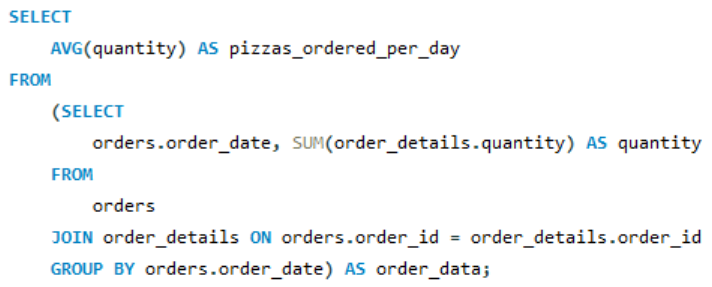 SELECT
AVG(quantity) AS pizzas_ordered_per_day
FROM
(SELECT
orders.order_date, SUM(order_details.quantity) AS quantity
FROM
orders
JOIN order_details ON orders.order_id = order_details.order_id
GROUP BY orders.order_date) AS order_data;